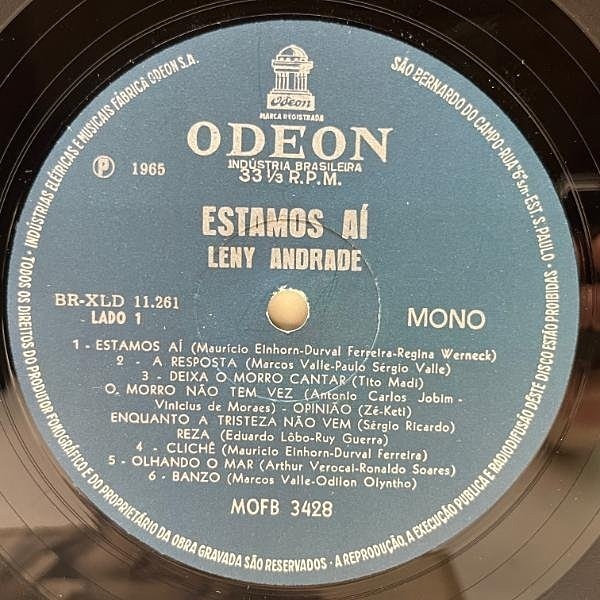 Odeon
MARCA REGISTRADA
ODEON
INDÚSTRIA BRASILEIRA
33 1/3 R.P.M.
℗ 1965
ESTAMOS AÍ
LENY ANDRADE
BR-XLD 11.261
LADO 1
MONO
1 - ESTAMOS AÍ (Maurício Einhorn-Durval Ferreira-Regina Werneck)
2 - A RESPOSTA (Marcos Valle-Paulo Sérgio Valle)
3 - DEIXA O MORRO CANTAR (Tito Madi)
O MORRO NÃO TEM VEZ (Antonio Carlos Jobim-
Vinicius de Moraes) - OPINIÃO (Zé-Keti)
ENQUANTO A TRISTEZA NÃO VEM (Sérgio Ricardo)
REZA (Eduardo Lôbo-Ruy Guerra)
4 - CLICHÊ (Maurício Einhorn-Durval Ferreira)
5 - OLHANDO O MAR (Arthur Verocai-Ronaldo Soares)
6 - BANZO (Marcos Valle-Odilon Olyntho)
MOFB 3428
INDÚSTRIAS ELÉTRICAS E MUSICAIS FÁBRICA ODEON S.A.
SÃO BERNARDO DO CAMPO-RUA "6" s/n-EST. S. PAULO
• TODOS OS DIREITOS DO PRODUTOR FONOGRÁFICO E DO PROPRIETÁRIO DA OBRA GRAVADA SÃO RESERVADOS • A REPRODUÇÃO, A EXECUÇÃO PUBLICA E RADIODIFUSÃO DÊSTE DISCO ESTÃO PROIBIDAS •